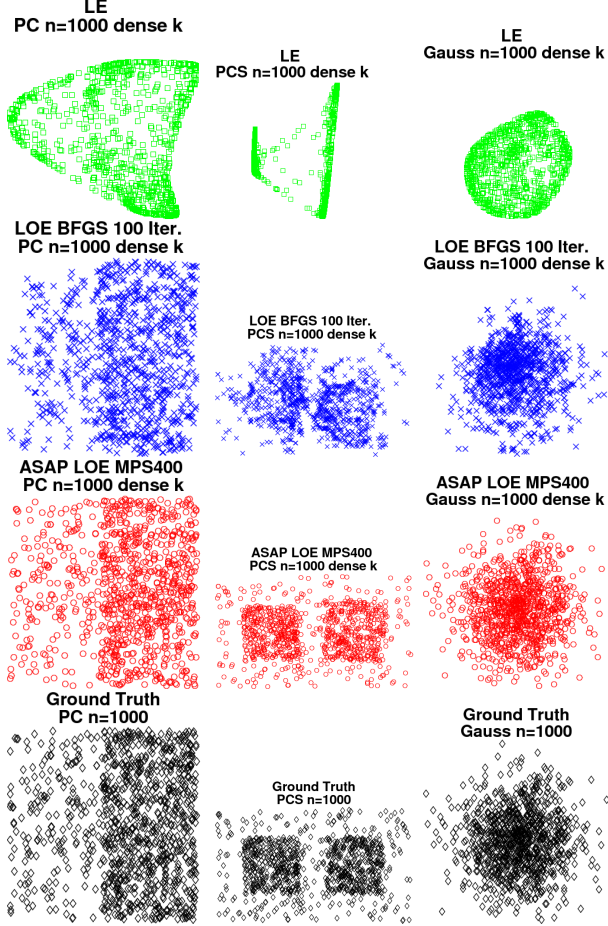 LE
PC n=1000 dense k
LE
PCS n=1000 dense k
LE
Gauss n=1000 dense k
LOE BFGS 100 Iter.
PC n=1000 dense k
LOE BFGS 100 Iter.
PCS n=1000 dense k
LOE BFGS 100 Iter.
Gauss n=1000 dense k
ASAP LOE MPS400
PC n=1000 dense k
ASAP LOE MPS400
PCS n=1000 dense k
ASAP LOE MPS400
Gauss n=1000 dense k
Ground Truth
PC n=1000
Ground Truth
PCS n=1000
Ground Truth
Gauss n=1000